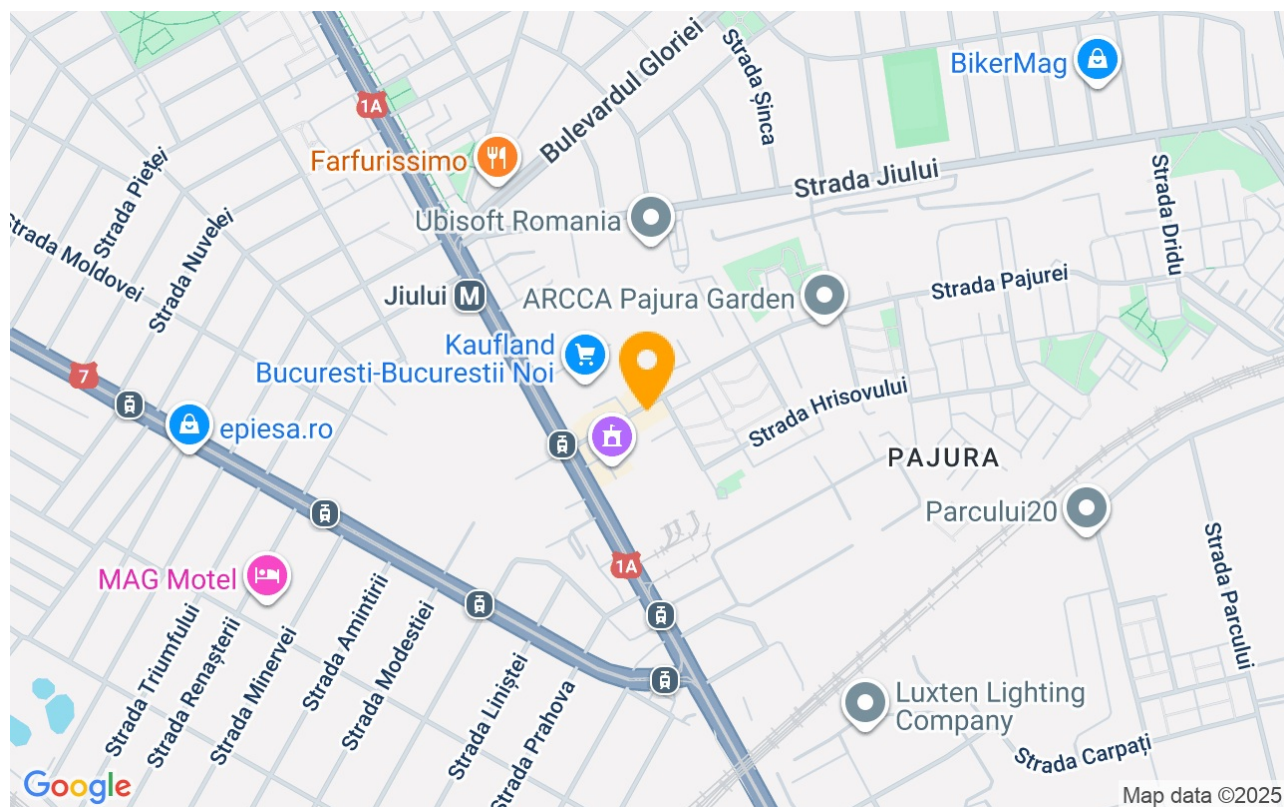 Strada Șinca
BikerMag
1A
Bulevardul Gloriei
Farfurissimo
Strada Jiului
Strada Pieței
Ubisoft Romania
Strada Dridu
Strada Moldovei
Strada Nuvelei
Jiului M
ARCCA Pajura Garden
Strada Pajurei
Kaufland
Bucuresti-Bucurestii Noi
7
epiesa.ro
Strada Hrisovului
PAJURA
Parcului20
1A
MAG Motel
Strada Triumfului
Strada Renașterii
Strada Minervei
Strada Amintirii
Strada Modestiei
Strada Liniștei
Strada Prahova
Strada Parcului
Luxten Lighting
Company
Strada Carpați
Google
Map data ©2025